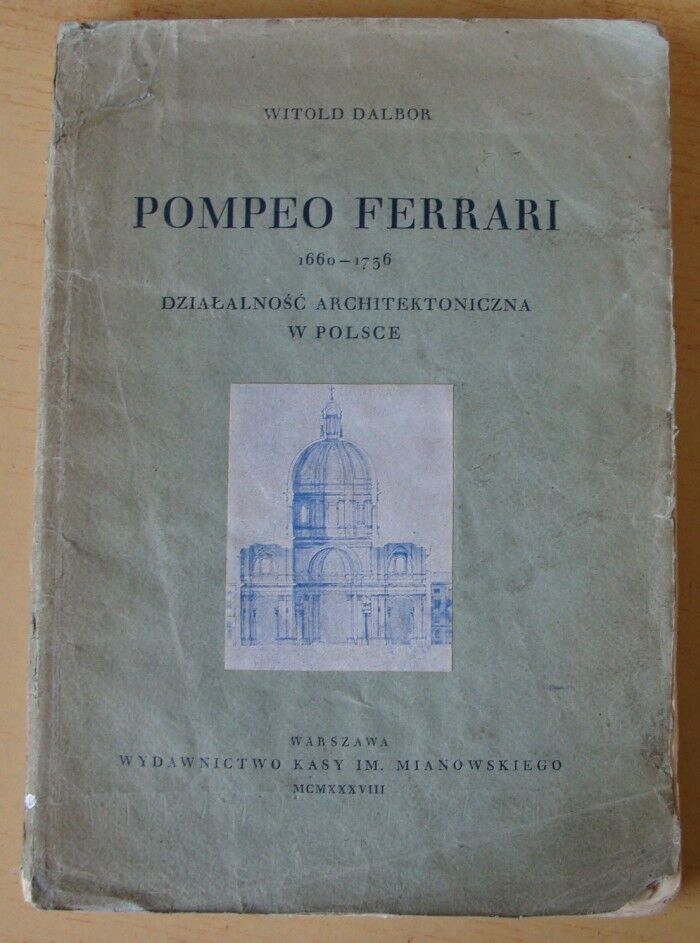 WITOLD DALBOR
POMPEO FERRARI
1660–1736
DZIAŁALNOŚĆ ARCHITEKTONICZNA
W POLSCE
WARSZAWA
WYDAWNICTWO KASY IM. MIANOWSKIEGO
MCMXXXVIII